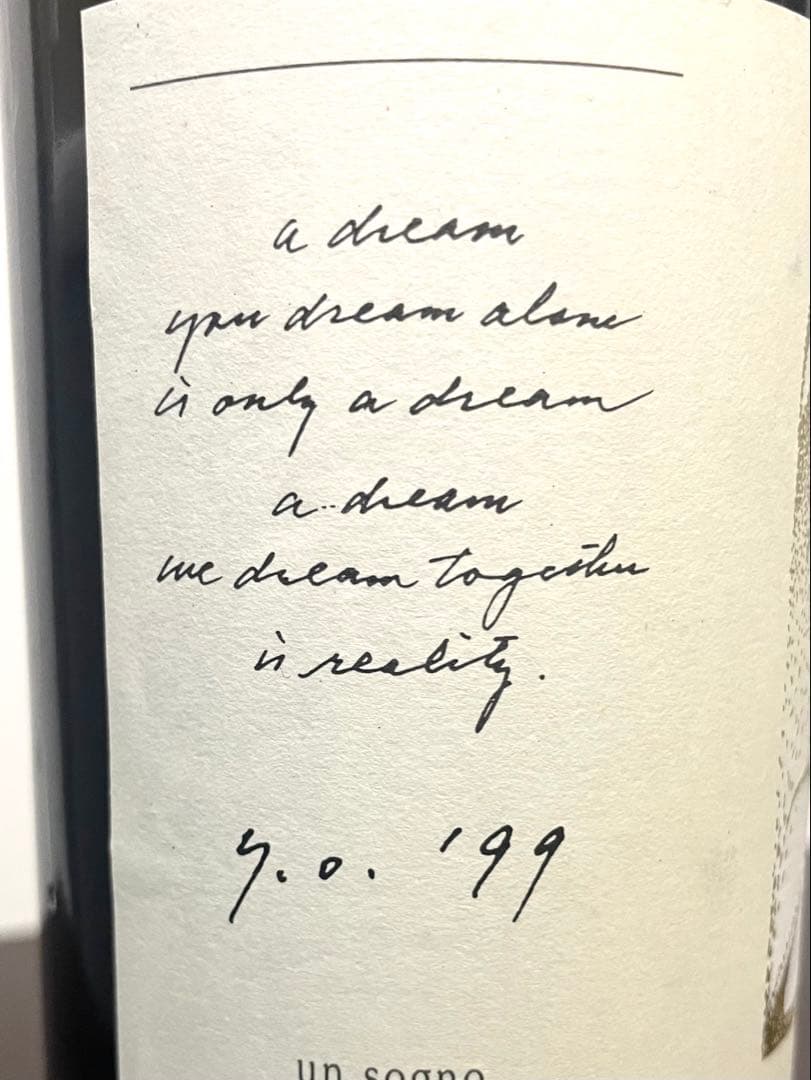 a dream
you dream alone
is only a dream
a dream
we dream together
is reality.
y.o. '99
un sogno